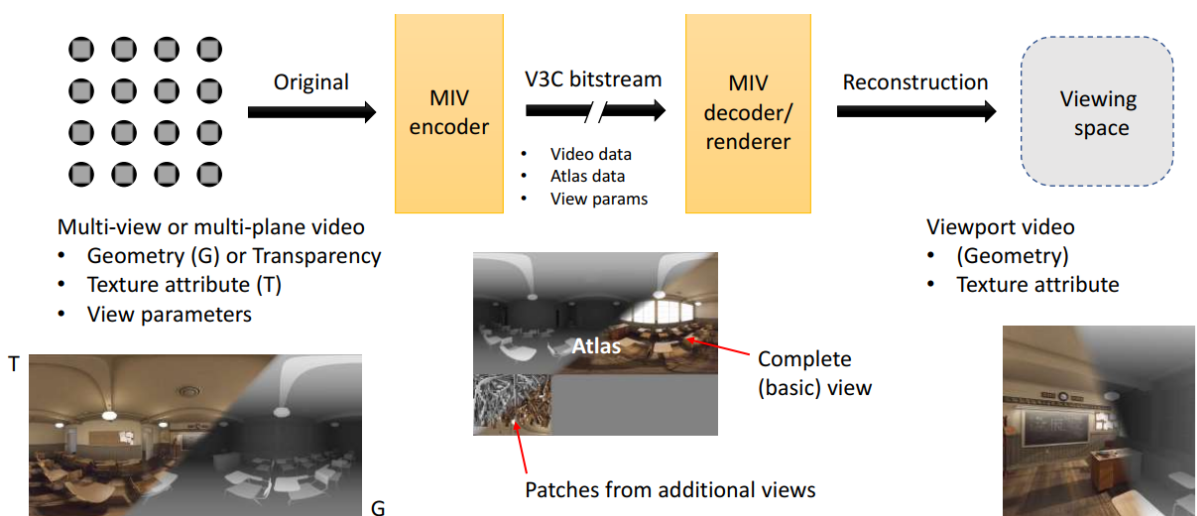 Original
MIV
encoder
V3C bitstream
• Video data
• Atlas data
• View params
MIV
decoder/
renderer
Reconstruction
Viewing
space
Multi-view or multi-plane video
• Geometry (G) or Transparency
• Texture attribute (T)
• View parameters
Viewport video
• (Geometry)
• Texture attribute
T
G
Atlas
Complete
(basic) view
Patches from additional views